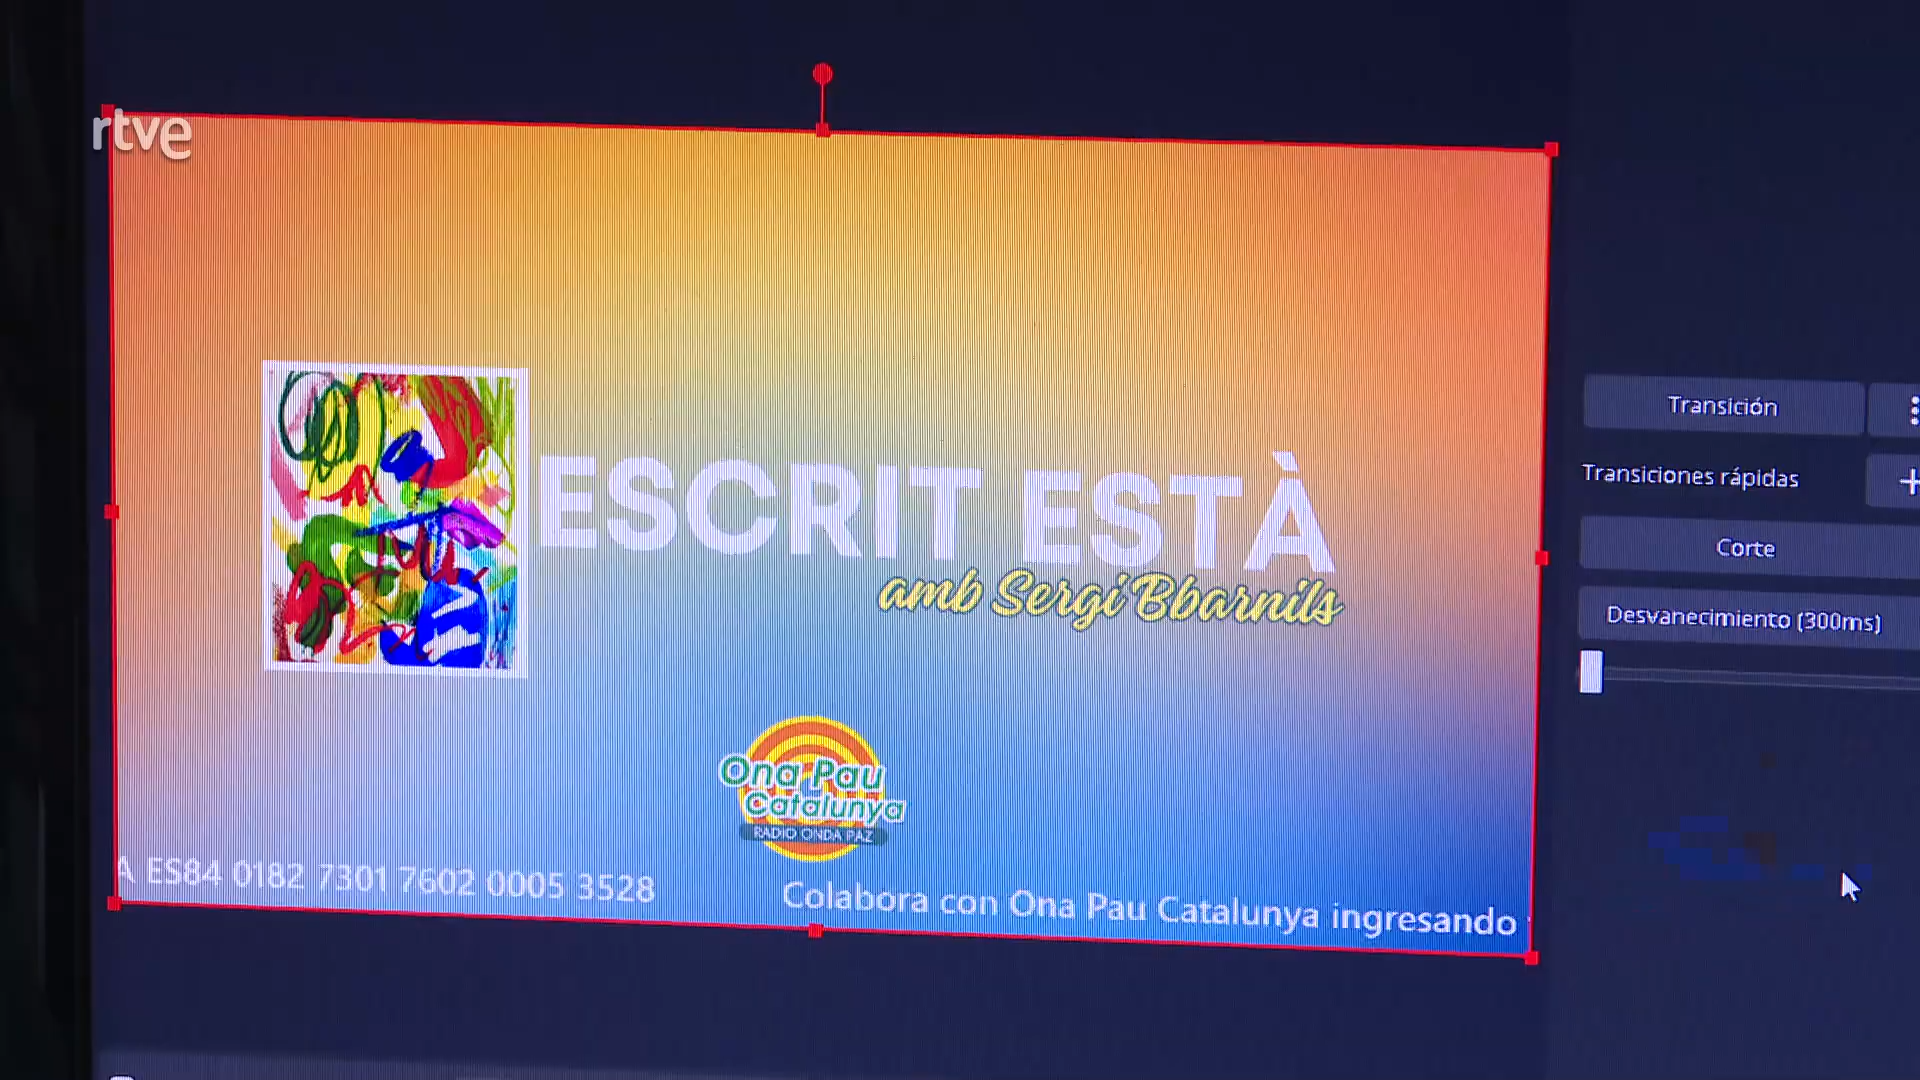 rtve
ESCRIT ESTÀ
amb Sergi Bbarnils
Ona Pau
Catalunya
RADIO ONDA PAZ
A ES84 0182 7301 7602 0005 3528
Colabora con Ona Pau Catalunya ingresando
Transición
Transiciones rápidas
Corte
Desvanecimiento (300ms)